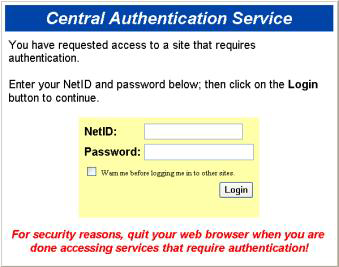 Central Authentication Service
You have requested access to a site that requires
authentication.
Enter your NetID and password below; then click on the Login
button to continue.
NetID:
Password:
Warn me before logging me in to other sites.
Login
For security reasons, quit your web browser when you are
done accessing services that require authentication!